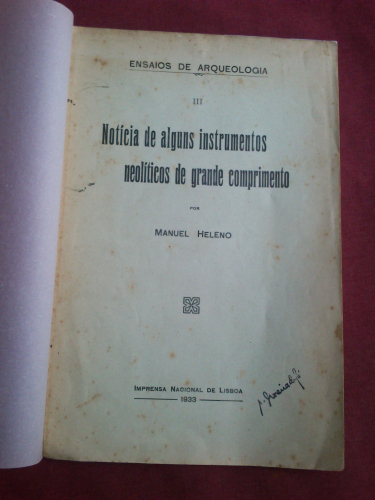 ENSAIOS DE ARQUEOLOGIA
III
Notícia de alguns instrumentos
neolíticos de grande comprimento
POR
MANUEL HELENO
IMPRENSA NACIONAL DE LISBOA
1933